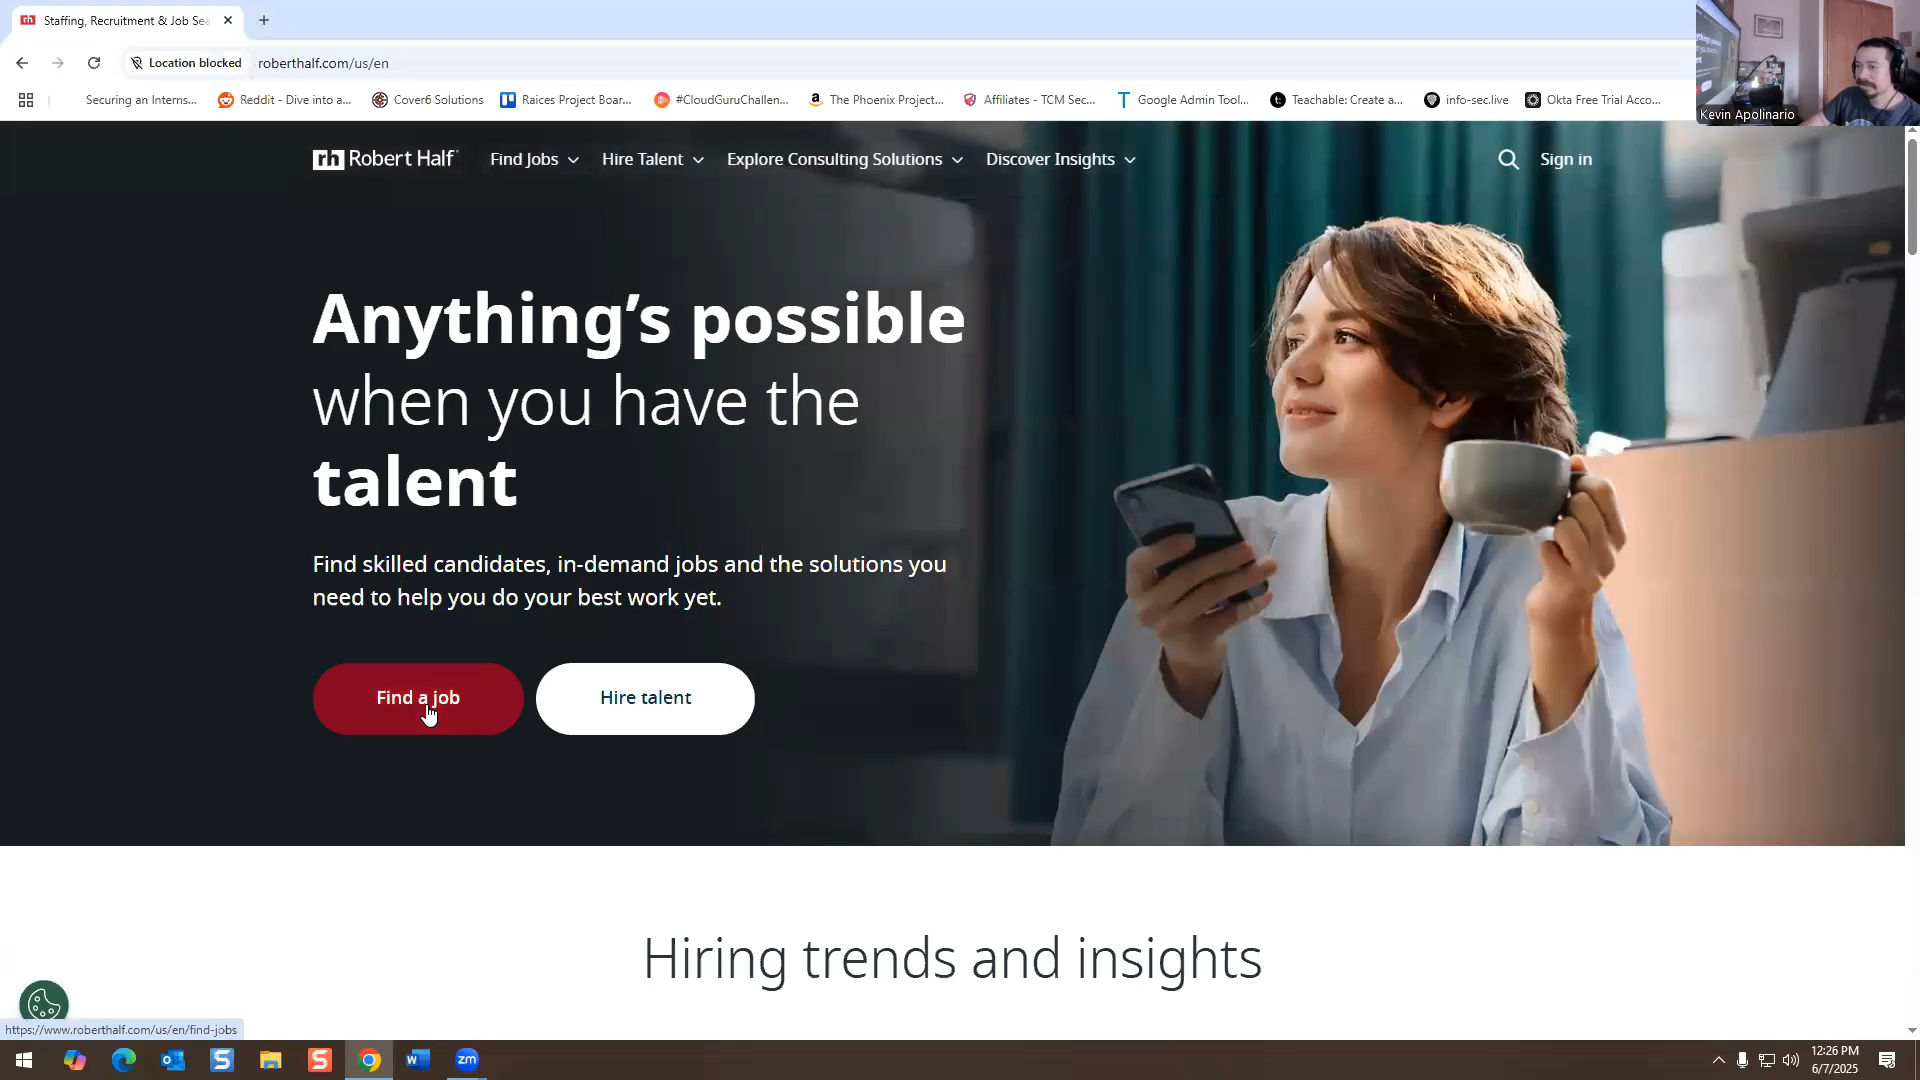 Staffing, Recruitment & Job Sea
Location blocked
roberthalf.com/us/en
Securing an Interns...
Reddit - Dive into a...
Cover6 Solutions
Raices Project Boar...
#CloudGuruChallen...
The Phoenix Project...
Affiliates - TCM Sec...
Google Admin Tool...
Teachable: Create a...
info-sec.live
Okta Free Trial Acco...
Kevin Apolinario
rh Robert Half
Find Jobs
Hire Talent
Explore Consulting Solutions
Discover Insights
Sign in
Anything’s possible
when you have the
talent
Find skilled candidates, in-demand jobs and the solutions you
need to help you do your best work yet.
Find a job
Hire talent
Hiring trends and insights
https://www.roberthalf.com/us/en/find-jobs
zm
12:26 PM
6/7/2025